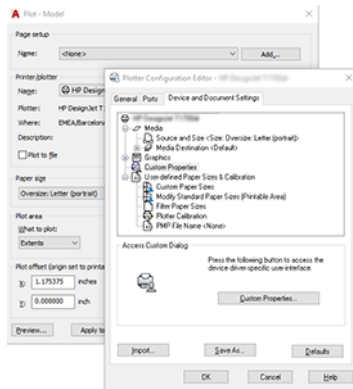 Plot - Model
Page setup
Name:
<None>
Add...
Printer/plotter
Name:
HP Design
Plotter:
HP DesignJet T
Where:
EMEA/Barcelona
Description:
Plot to file
Paper size
Oversize: Letter (portrait)
Plot area
What to plot:
Extents
Plot offset (origin set to printa
X:
1.175375
inches
Y:
0.000000
inch
Preview...
Apply to
Plotter Configuration Editor -
General
Ports
Device and Document Settings
Media
Source and Size <Size: Oversize: Letter (portrait)>
Media Destination <Default>
Graphics
Custom Properties
User-defined Paper Sizes & Calibration
Custom Paper Sizes
Modify Standard Paper Sizes (Printable Area)
Filter Paper Sizes
Plotter Calibration
PMP File Name <None>
Access Custom Dialog
Press the following button to access the
device driver-specific user interface.
Custom Properties...
Import...
Save As...
Defaults
OK
Cancel
Help